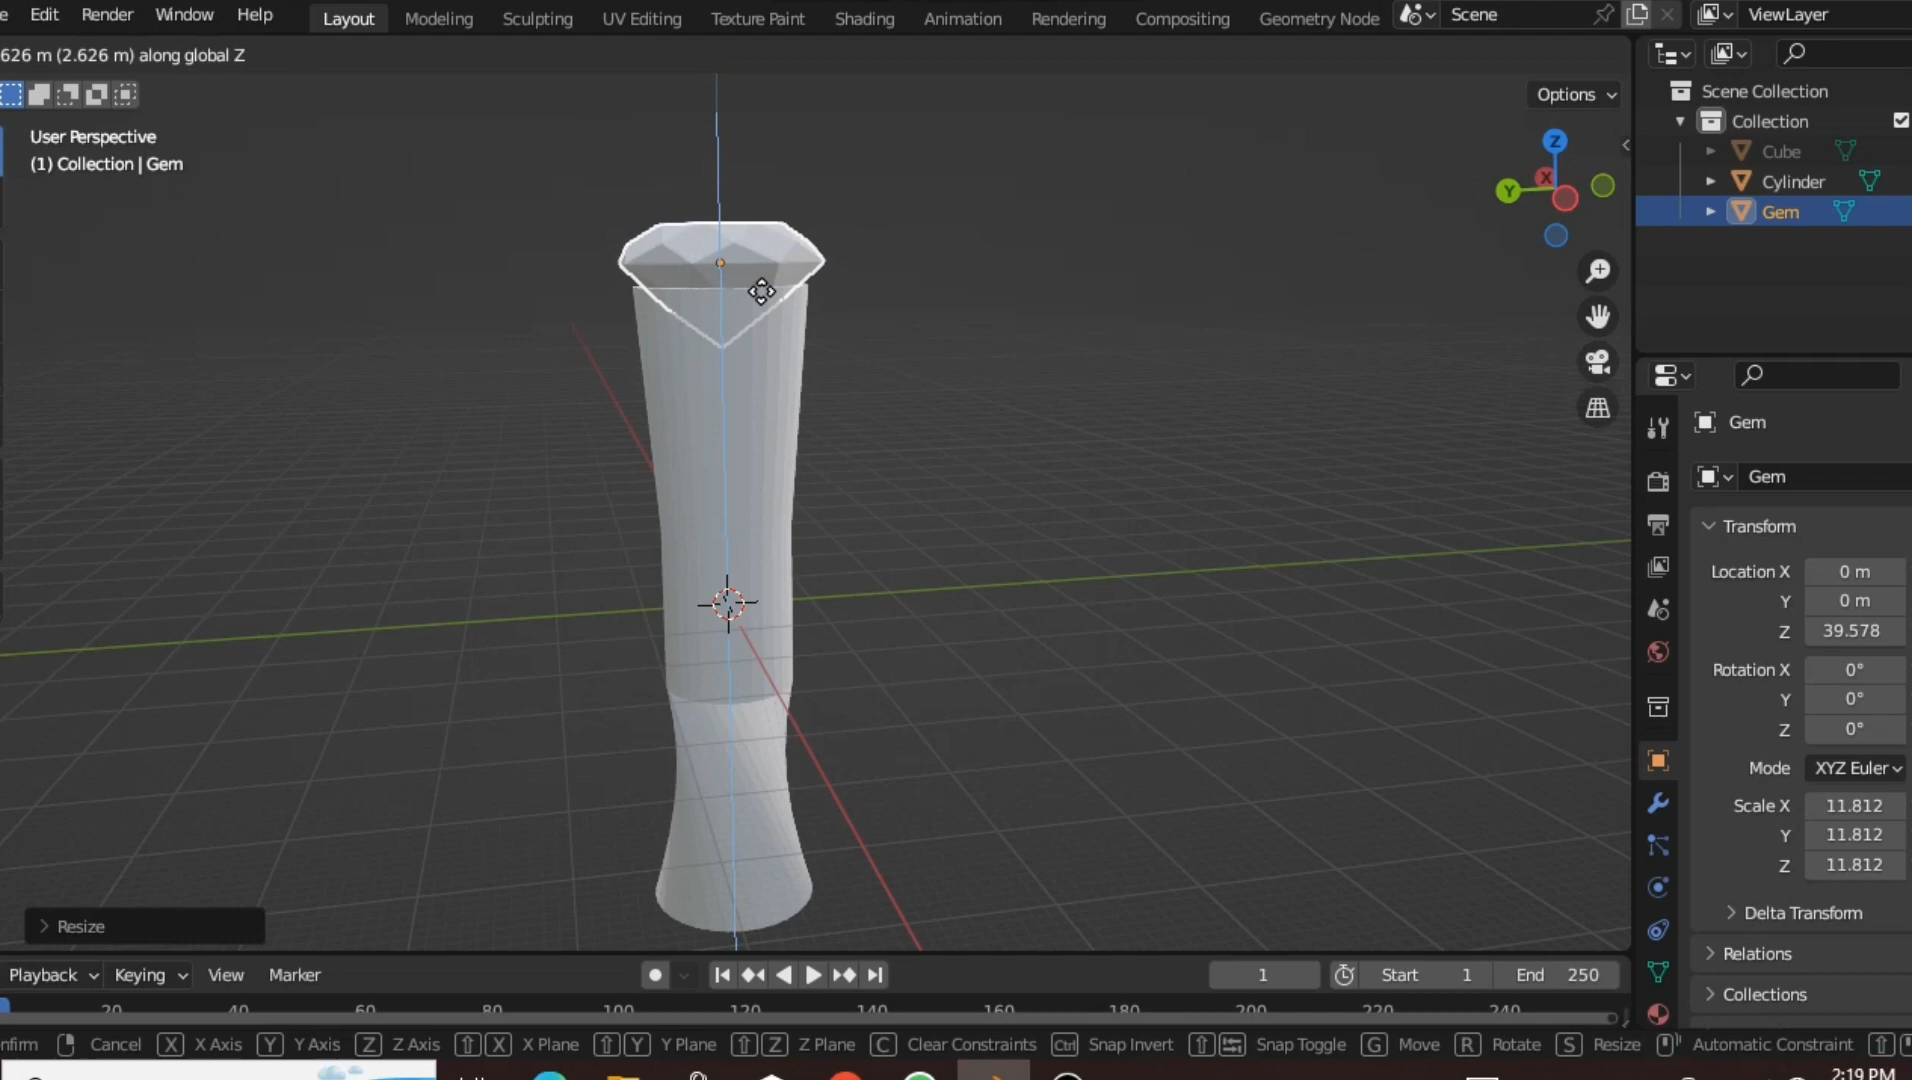 Edit Render Window Help Layout Modeling Sculpting UV Editing Texture Paint Shading Animation Rendering Compositing Geometry Node Scene ViewLayer
626 m (2.626 m) along global Z
Options
User Perspective
(1) Collection | Gem
Scene Collection
Collection
Cube
Cylinder
Gem
Z
X
Y
Gem
Gem
Transform
Location X 0 m
Y 0 m
Z 39.578
Rotation X 0°
Y 0°
Z 0°
Mode XYZ Euler
Scale X 11.812
Y 11.812
Z 11.812
Delta Transform
Relations
Collections
Resize
Playback Keying View Marker 1 Start 1 End 250
20 40 60 80 100 120 140 160 180 200 220 240
nfirm Cancel X X Axis Y Y Axis Z Z Axis X X Plane Y Y Plane Z Z Plane C Clear Constraints Ctrl Snap Invert Snap Toggle G Move R Rotate S Resize Automatic Constraint
2:19 PM